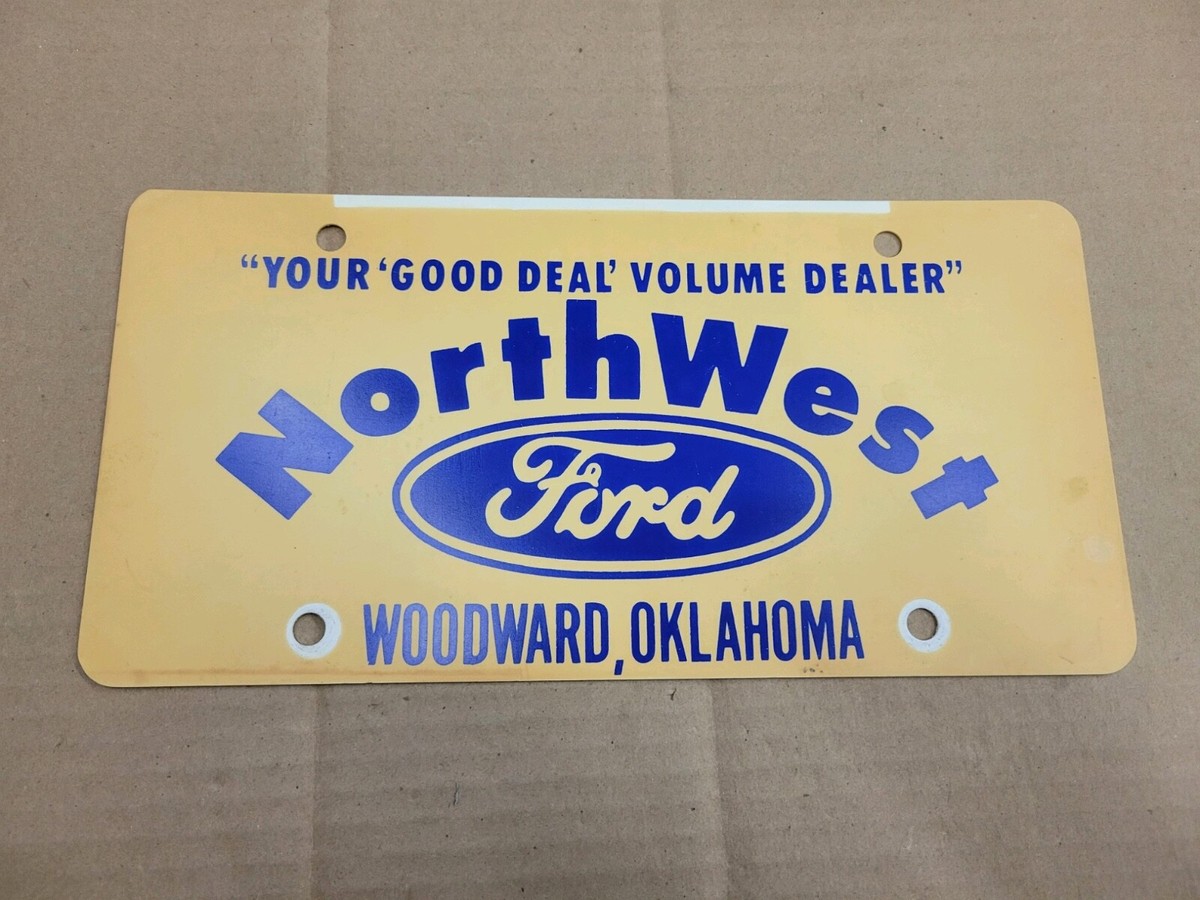 “YOUR ‘GOOD DEAL’ VOLUME DEALER”
NorthWest
Ford
WOODWARD, OKLAHOMA